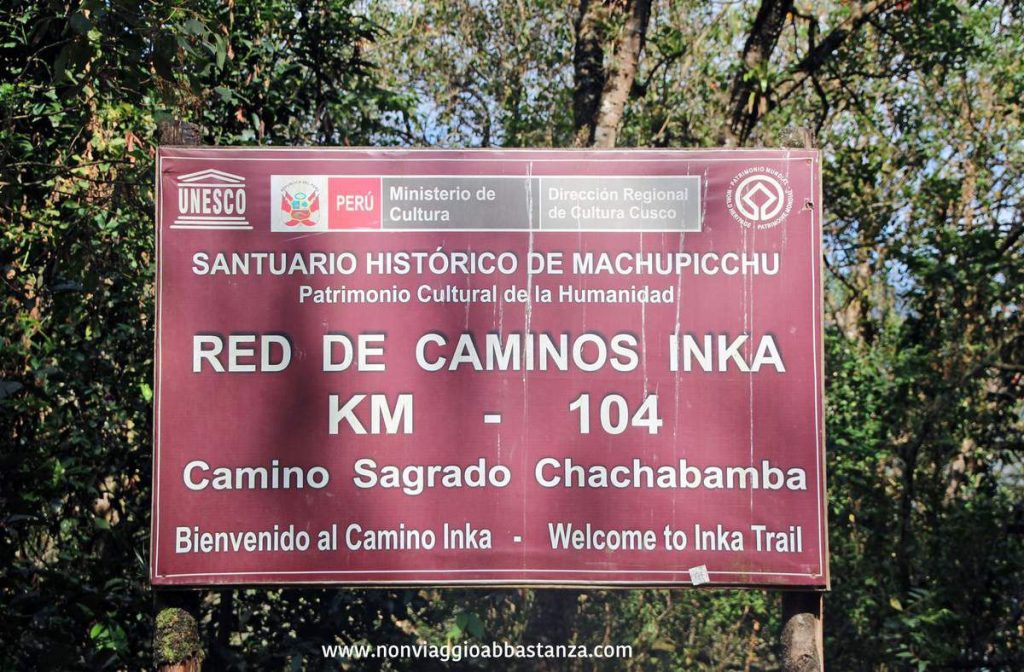 UNESCO
PERÚ
Ministerio de
Cultura
Dirección Regional
de Cultura Cusco
SANTUARIO HISTÓRICO DE MACHUPICCHU
Patrimonio Cultural de la Humanidad
RED DE CAMINOS INKA
KM - 104
Camino Sagrado Chachabamba
Bienvenido al Camino Inka - Welcome to Inka Trail
www.nonviaggioabbastanza.com